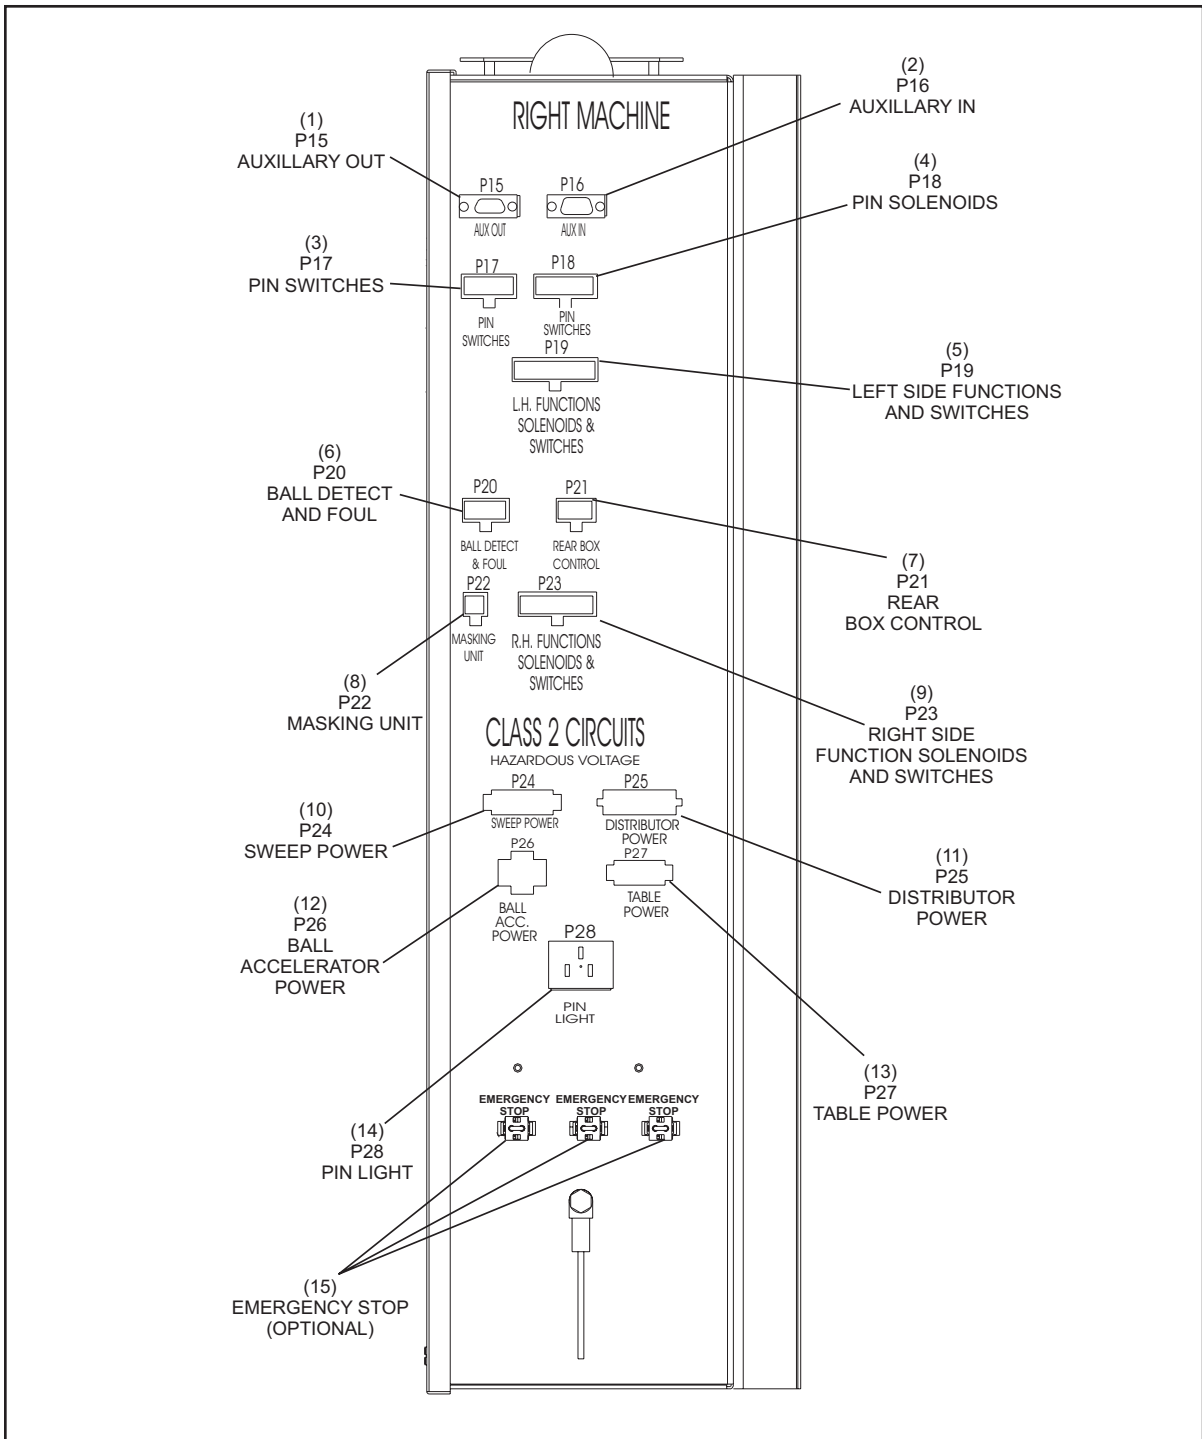 RIGHT MACHINE
(1)
P15
AUXILLARY OUT
(2)
P16
AUXILLARY IN
P15
AUX OUT
P16
AUX IN
(3)
P17
PIN SWITCHES
(4)
P18
PIN SOLENOIDS
P17
PIN
SWITCHES
P18
PIN
SWITCHES
P19
L.H. FUNCTIONS
SOLENOIDS &
SWITCHES
(5)
P19
LEFT SIDE FUNCTIONS
AND SWITCHES
(6)
P20
BALL DETECT
AND FOUL
P20
BALL DETECT
& FOUL
P21
REAR BOX
CONTROL
(7)
P21
REAR
BOX CONTROL
P22
MASKING
UNIT
P23
R.H. FUNCTIONS
SOLENOIDS &
SWITCHES
(8)
P22
MASKING UNIT
(9)
P23
RIGHT SIDE
FUNCTION SOLENOIDS
AND SWITCHES
CLASS 2 CIRCUITS
HAZARDOUS VOLTAGE
P24
SWEEP POWER
P25
DISTRIBUTOR
POWER
(10)
P24
SWEEP POWER
P26
BALL
ACC.
POWER
P27
TABLE
POWER
(11)
P25
DISTRIBUTOR
POWER
(12)
P26
BALL
ACCELERATOR
POWER
P28
PIN
LIGHT
(13)
P27
TABLE POWER
EMERGENCY
STOP
EMERGENCY
STOP
EMERGENCY
STOP
(14)
P28
PIN LIGHT
(15)
EMERGENCY STOP
(OPTIONAL)